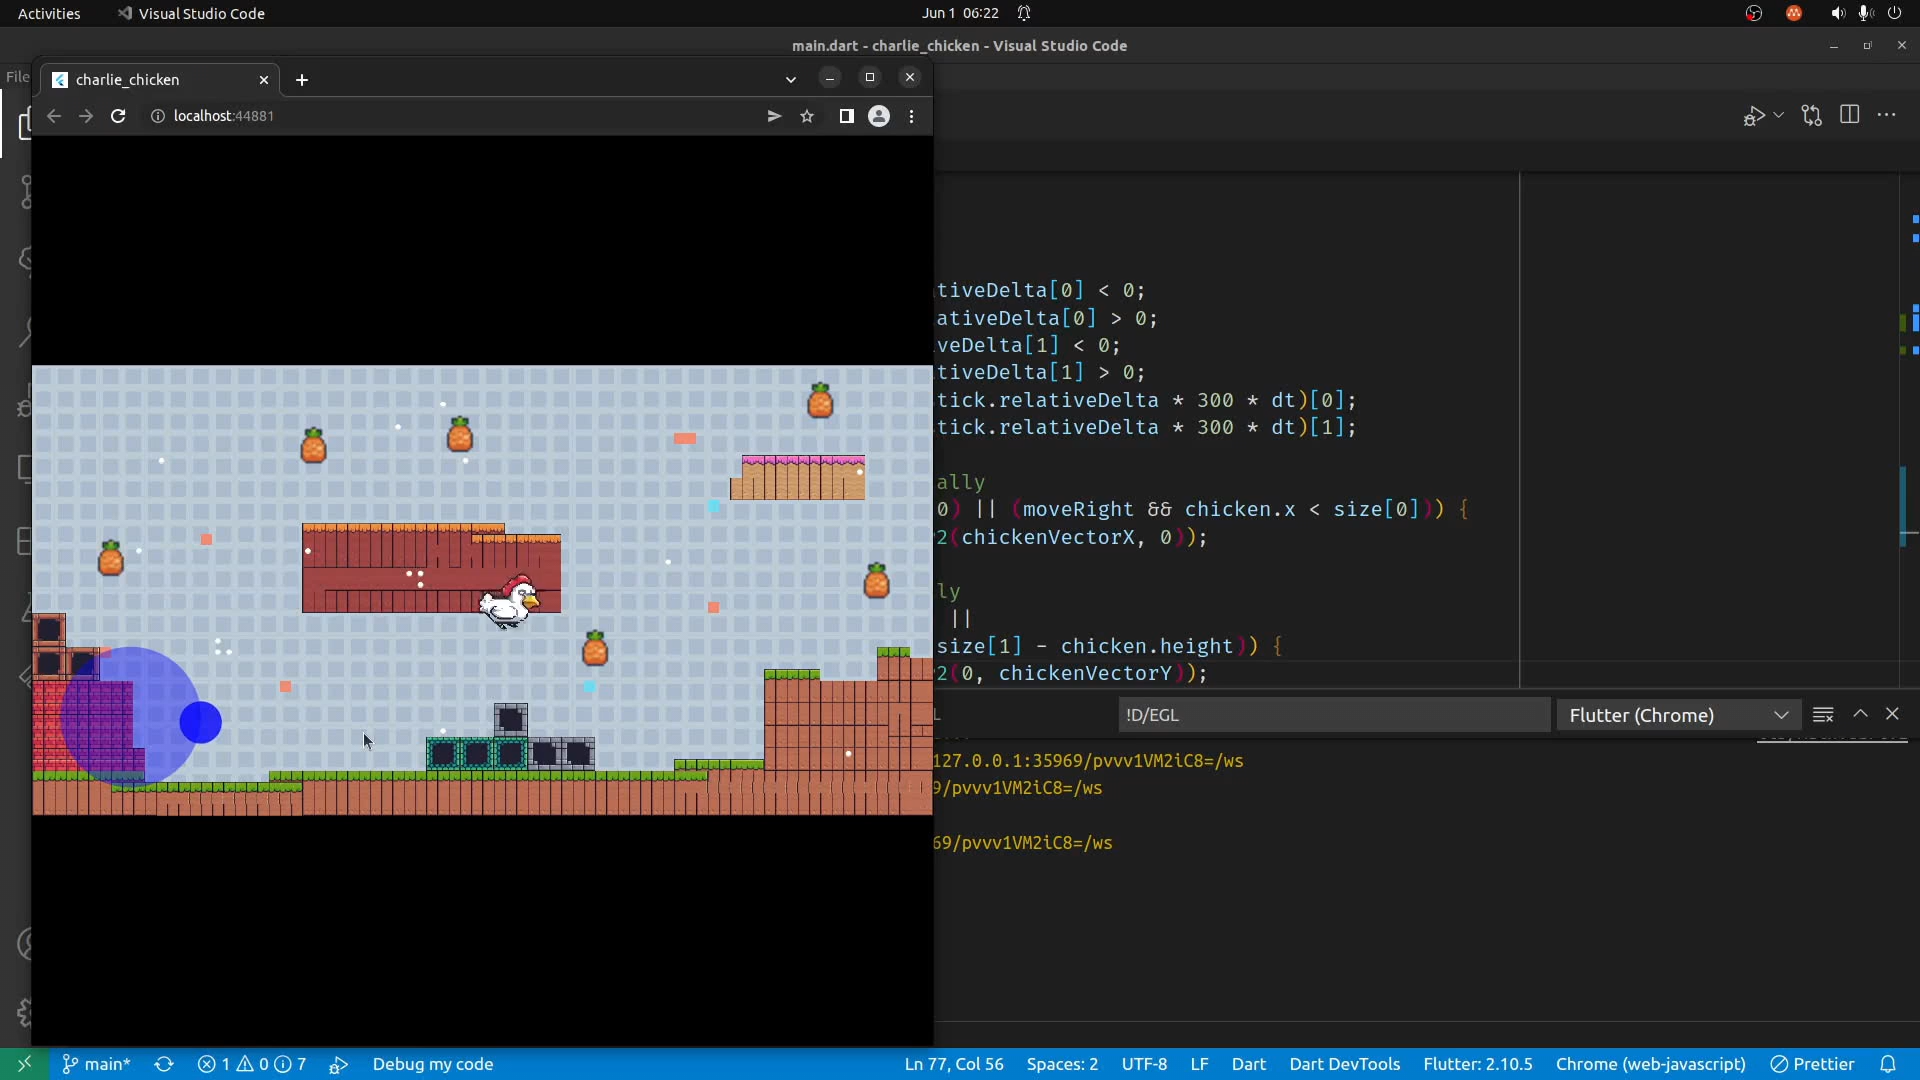 Activities
Visual Studio Code
Jun 1 06:22
main.dart - charlie_chicken - Visual Studio Code
File
charlie_chicken
localhost:44881
tiveDelta[0] < 0;
ativeDelta[0] > 0;
veDelta[1] < 0;
tiveDelta[1] > 0;
tick.relativeDelta * 300 * dt)[0];
tick.relativeDelta * 300 * dt)[1];
ally
0) || (moveRight && chicken.x < size[0])) {
2(chickenVectorX, 0));
ly
||
size[1] - chicken.height)) {
2(0, chickenVectorY));
L
!D/EGL
Flutter (Chrome)
127.0.0.1:35969/pvvv1VM2iC8=/ws
9/pvvv1VM2iC8=/ws
69/pvvv1VM2iC8=/ws
main*
1 0 7
Debug my code
Ln 77, Col 56
Spaces: 2
UTF-8
LF
Dart
Dart DevTools
Flutter: 2.10.5
Chrome (web-javascript)
Prettier